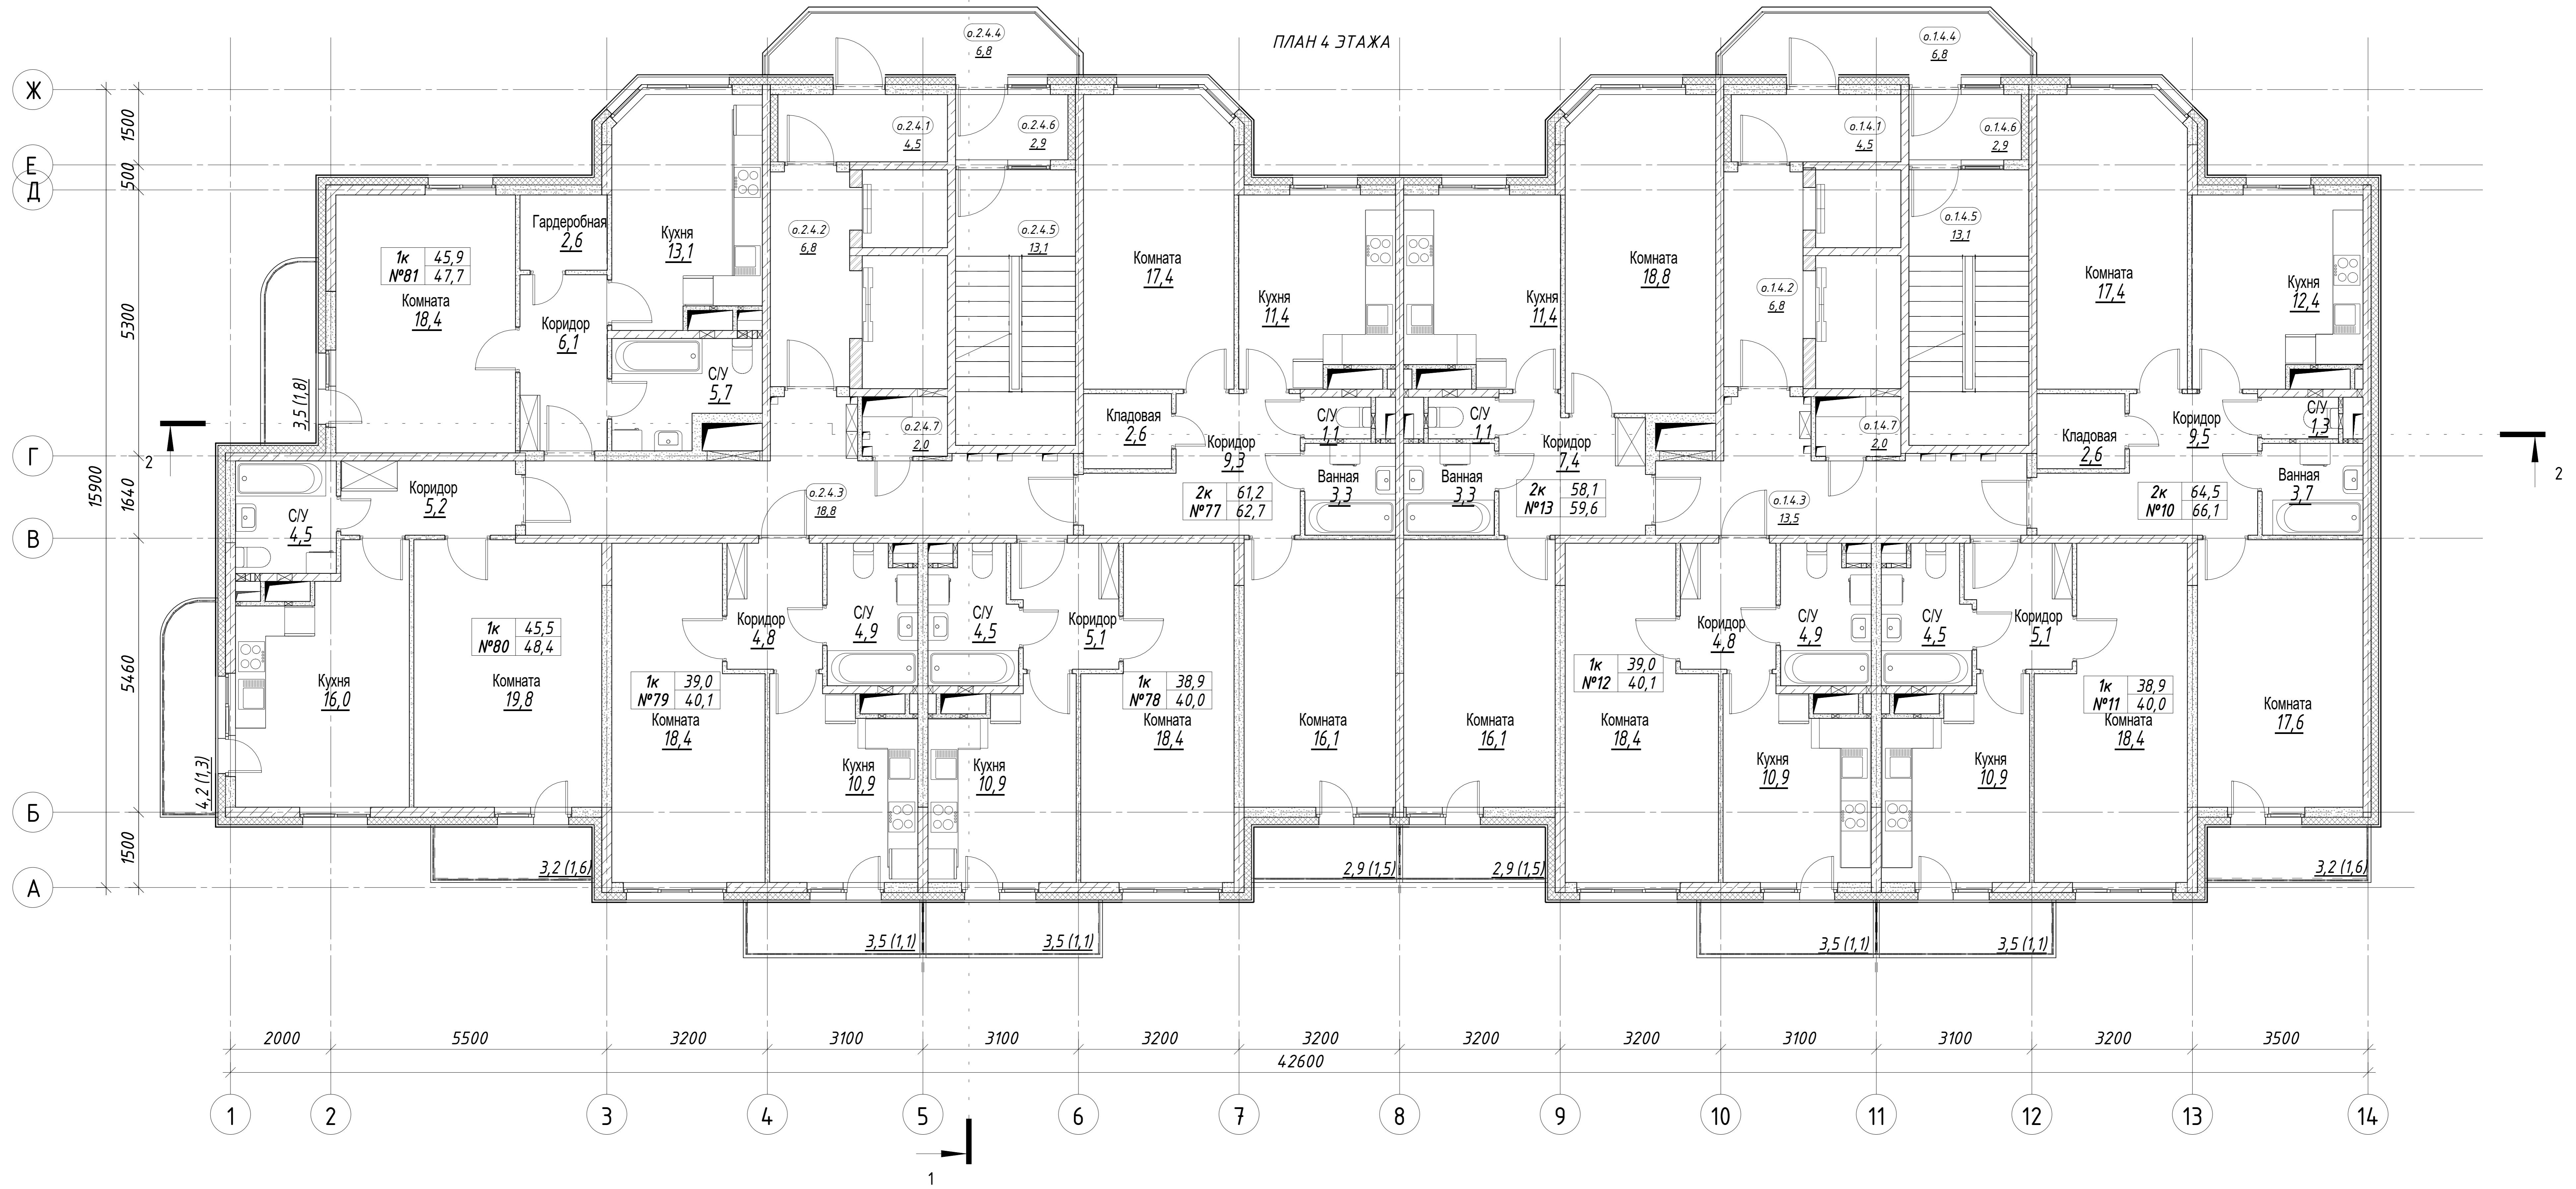 ПЛАН 4 ЭТАЖА
о.2.4.4
6,8
о.1.4.4
6,8
Ж
Е
Д
Г
В
Б
А
1500
500
5300
1640
5460
1500
15900
о.2.4.1
4,5
о.2.4.6
2,9
о.1.4.1
4,5
о.1.4.6
2,9
Гардеробная
2,6
Кухня
13,1
о.2.4.2
6,8
о.2.4.5
13,1
о.1.4.5
13,1
1к 45,9
№81 47,7
Комната
18,4
Комната
17,4
Комната
18,8
о.1.4.2
6,8
Комната
17,4
Кухня
12,4
Кухня
11,4
Кухня
11,4
Коридор
6,1
С/У
5,7
3,5 (1,8)
Кладовая
2,6
С/У
1,1
С/У
1,1
о.2.4.7
2,0
о.1.4.7
2,0
Коридор
9,3
Коридор
7,4
Кладовая
2,6
Коридор
9,5
С/У
1,3
2
2
Коридор
5,2
С/У
4,5
о.2.4.3
18,8
2к 61,2
№77 62,7
Ванная
3,3
Ванная
3,3
2к 58,1
№13 59,6
о.1.4.3
13,5
2к 64,5
№10 66,1
Ванная
3,7
1к 45,5
№80 48,4
Кухня
16,0
Комната
19,8
Коридор
4,8
С/У
4,9
С/У
4,5
Коридор
5,1
Коридор
4,8
С/У
4,9
С/У
4,5
Коридор
5,1
1к 39,0
№79 40,1
Комната
18,4
1к 38,9
№78 40,0
Комната
18,4
Комната
16,1
Комната
16,1
1к 39,0
№12 40,1
Комната
18,4
1к 38,9
№11 40,0
Комната
18,4
Комната
17,6
Кухня
10,9
Кухня
10,9
Кухня
10,9
Кухня
10,9
4,2 (1,3)
3,2 (1,6)
2,9 (1,5)
2,9 (1,5)
3,2 (1,6)
3,5 (1,1)
3,5 (1,1)
3,5 (1,1)
3,5 (1,1)
2000 5500 3200 3100 3100 3200 3200 3200 3200 3100 3100 3200 3500
42600
1 2 3 4 5 6 7 8 9 10 11 12 13 14
1